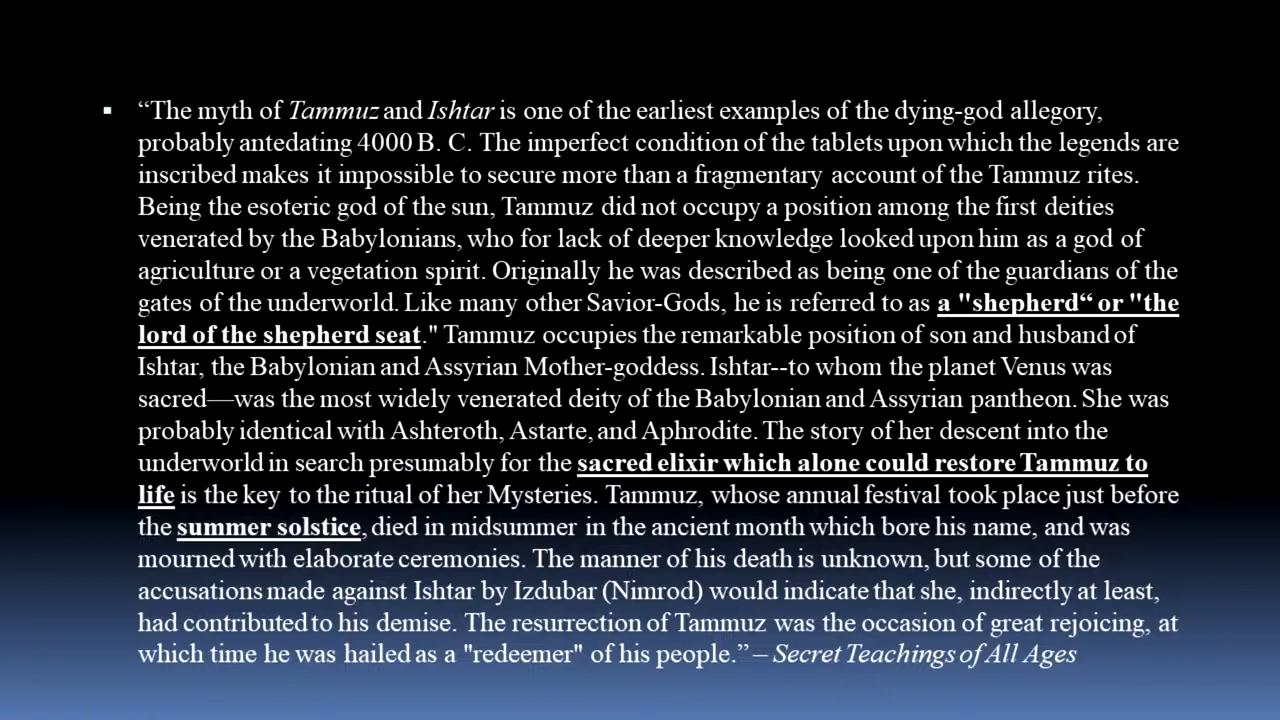 ▪ “The myth of Tammuz and Ishtar is one of the earliest examples of the dying-god allegory,
probably antedating 4000 B. C. The imperfect condition of the tablets upon which the legends are
inscribed makes it impossible to secure more than a fragmentary account of the Tammuz rites.
Being the esoteric god of the sun, Tammuz did not occupy a position among the first deities
venerated by the Babylonians, who for lack of deeper knowledge looked upon him as a god of
agriculture or a vegetation spirit. Originally he was described as being one of the guardians of the
gates of the underworld. Like many other Savior-Gods, he is referred to as a "shepherd“ or "the
lord of the shepherd seat." Tammuz occupies the remarkable position of son and husband of
Ishtar, the Babylonian and Assyrian Mother-goddess. Ishtar--to whom the planet Venus was
sacred—was the most widely venerated deity of the Babylonian and Assyrian pantheon. She was
probably identical with Ashteroth, Astarte, and Aphrodite. The story of her descent into the
underworld in search presumably for the sacred elixir which alone could restore Tammuz to
life is the key to the ritual of her Mysteries. Tammuz, whose annual festival took place just before
the summer solstice, died in midsummer in the ancient month which bore his name, and was
mourned with elaborate ceremonies. The manner of his death is unknown, but some of the
accusations made against Ishtar by Izdubar (Nimrod) would indicate that she, indirectly at least,
had contributed to his demise. The resurrection of Tammuz was the occasion of great rejoicing, at
which time he was hailed as a "redeemer" of his people.” – Secret Teachings of All Ages